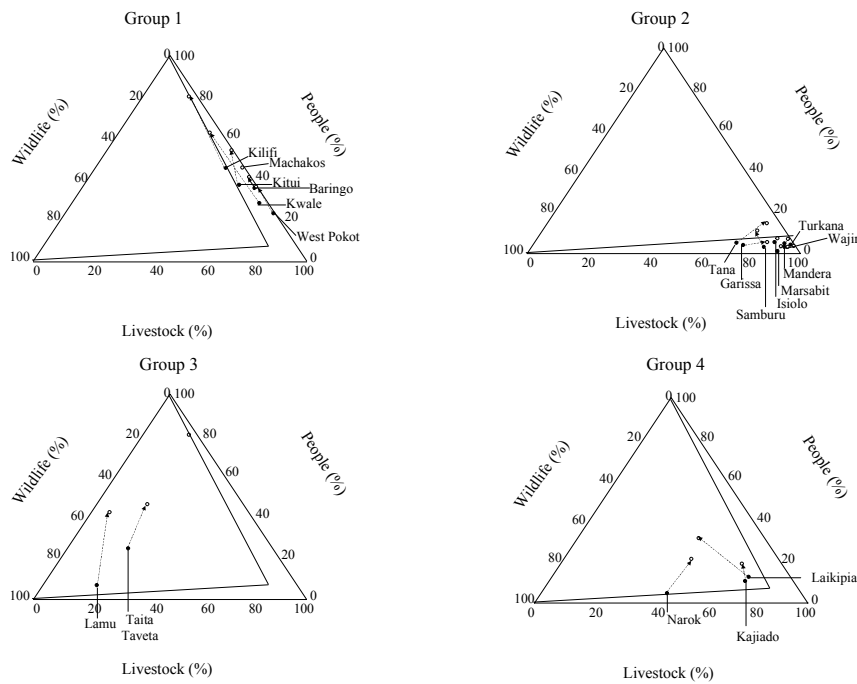 Group 1
0 100
20 80
40 60
60 40
80 20
100 0
0 20 40 60 80
Wildlife (%)
People (%)
Kilifi
Machakos
Kitui
Baringo
Kwale
West Pokot
Livestock (%)
Group 2
0 100
20 80
40 60
60 40
80 20
100 0
0 20 40 60 80 100
Wildlife (%)
People (%)
Turkana
Wajir
Tana
Garissa
Mandera
Marsabit
Isiolo
Samburu
Livestock (%)
Group 3
0 100
20 80
40 60
60 40
80 20
100 0
0 20 40 60 80 100
Wildlife (%)
People (%)
Lamu
Taita
Taveta
Livestock (%)
Group 4
0 100
20 80
40 60
60 40
80 20
100 0
0 20 40 60 80 100
Wildlife (%)
People (%)
Laikipia
Narok
Kajiado
Livestock (%)